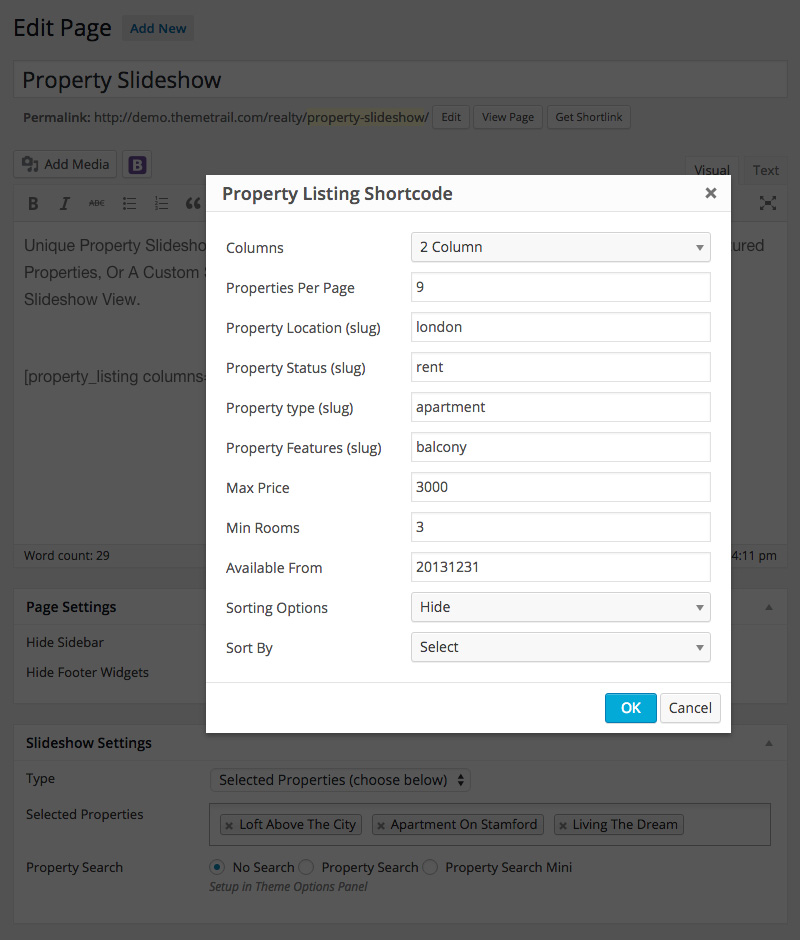 Edit Page Add New
Property Slideshow
Permalink: http://demo.themetrail.com/realty/property-slideshow/ Edit View Page Get Shortlink
Add Media B Visual Text
B I ABC
Unique Property Slidesho
ured
Properties, Or A Custom
Slideshow View.
[property_listing columns
Word count: 29
4:11 pm
Property Listing Shortcode ×
Columns 2 Column
Properties Per Page 9
Property Location (slug) london
Property Status (slug) rent
Property type (slug) apartment
Property Features (slug) balcony
Max Price 3000
Min Rooms 3
Available From 20131231
Sorting Options Hide
Sort By Select
OK Cancel
Page Settings
Hide Sidebar
Hide Footer Widgets
Slideshow Settings
Type Selected Properties (choose below)
Selected Properties × Loft Above The City × Apartment On Stamford × Living The Dream
Property Search No Search Property Search Property Search Mini
Setup in Theme Options Panel